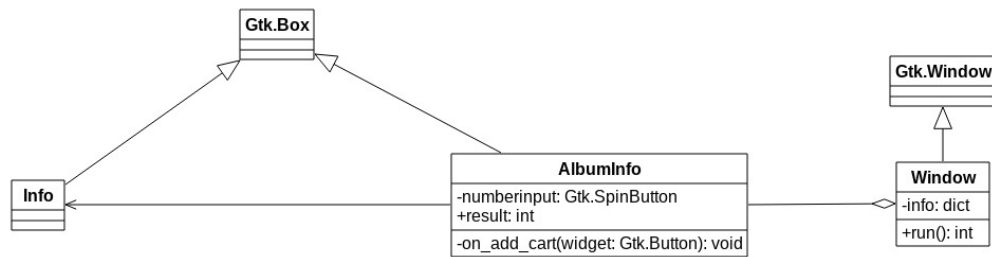 Gtk.Box
Gtk.Window
Info
AlbumInfo
-numberinput: Gtk.SpinButton
+result: int
-on_add_cart(widget: Gtk.Button): void
Window
-info: dict
+run(): int